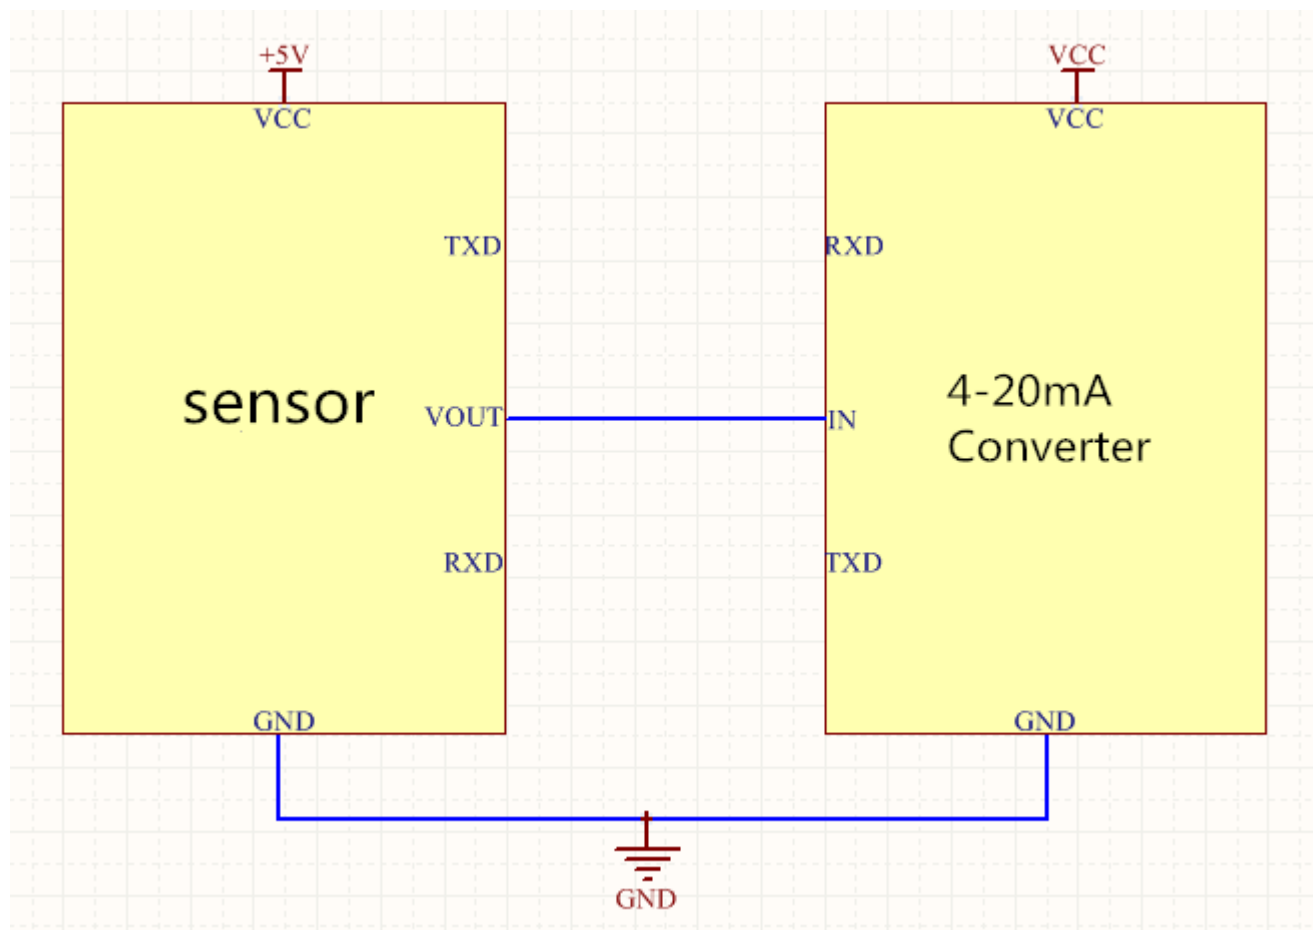 +5V
VCC
VCC
VCC
TXD
RXD
sensor
VOUT
IN
4-20mA
Converter
RXD
TXD
GND
GND
GND